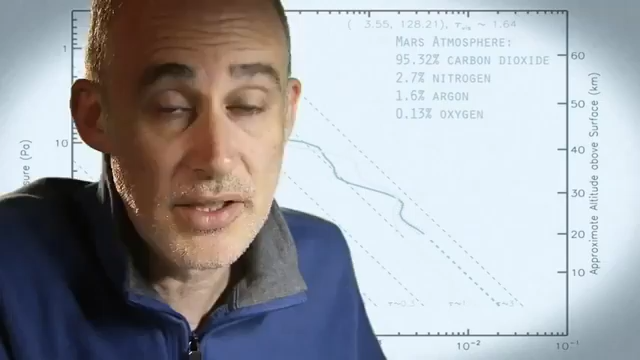 ( 3.55, 128.21), τ ~ 1.64
MARS ATMOSPHERE:
95.32% CARBON DIOXIDE
2.7% NITROGEN
1.6% ARGON
0.13% OXYGEN
1
10
(Pa)
60
50
40
30
20
10
Approximate Altitude above Surface (km)
10⁻²
10⁻¹